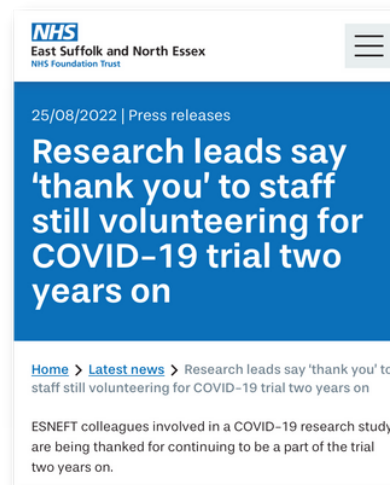 NHS
East Suffolk and North Essex
NHS Foundation Trust
25/08/2022 | Press releases
Research leads say
‘thank you’ to staff
still volunteering for
COVID-19 trial two
years on
Home > Latest news > Research leads say 'thank you' to
staff still volunteering for COVID-19 trial two years on
ESNEFT colleagues involved in a COVID-19 research study
are being thanked for continuing to be a part of the trial
two years on.